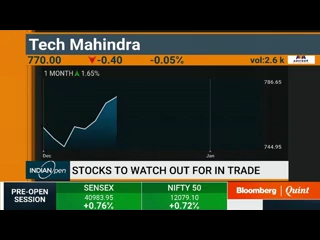 Tech Mahindra
770.00 ▼ -0.40 -0.05% vol:2.6 k
1 MONTH ▲ 1.65%
786.65
744.95
Dec
Jan
INDIAN open
STOCKS TO WATCH OUT FOR IN TRADE
PRE-OPEN SESSION
SENSEX
40983.95
+0.76%
NIFTY 50
12079.10
+0.72%
Bloomberg | Quint